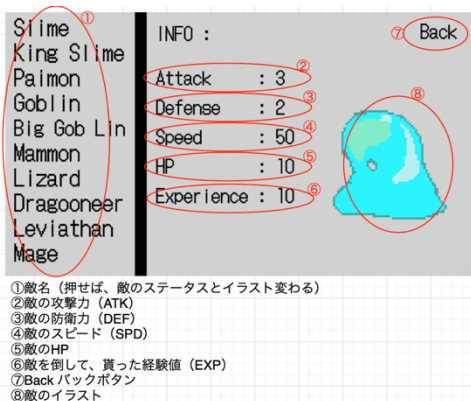 ①
Slime
King Slime
Paimon
Goblin
Big Gob Lin
Mammon
Lizard
Dragooneer
Leviathan
Mage
INFO :
⑦ Back
②
Attack : 3
③
Defense : 2
④
Speed : 50
⑤
HP : 10
⑥
Experience : 10
⑧
①敵名（押せば、敵のステータスとイラスト変わる）
②敵の攻撃力（ATK）
③敵の防衛力（DEF）
④敵のスピード（SPD）
⑤敵のHP
⑥敵を倒して、貰った経験値（EXP）
⑦Back バックボタン
⑧敵のイラスト